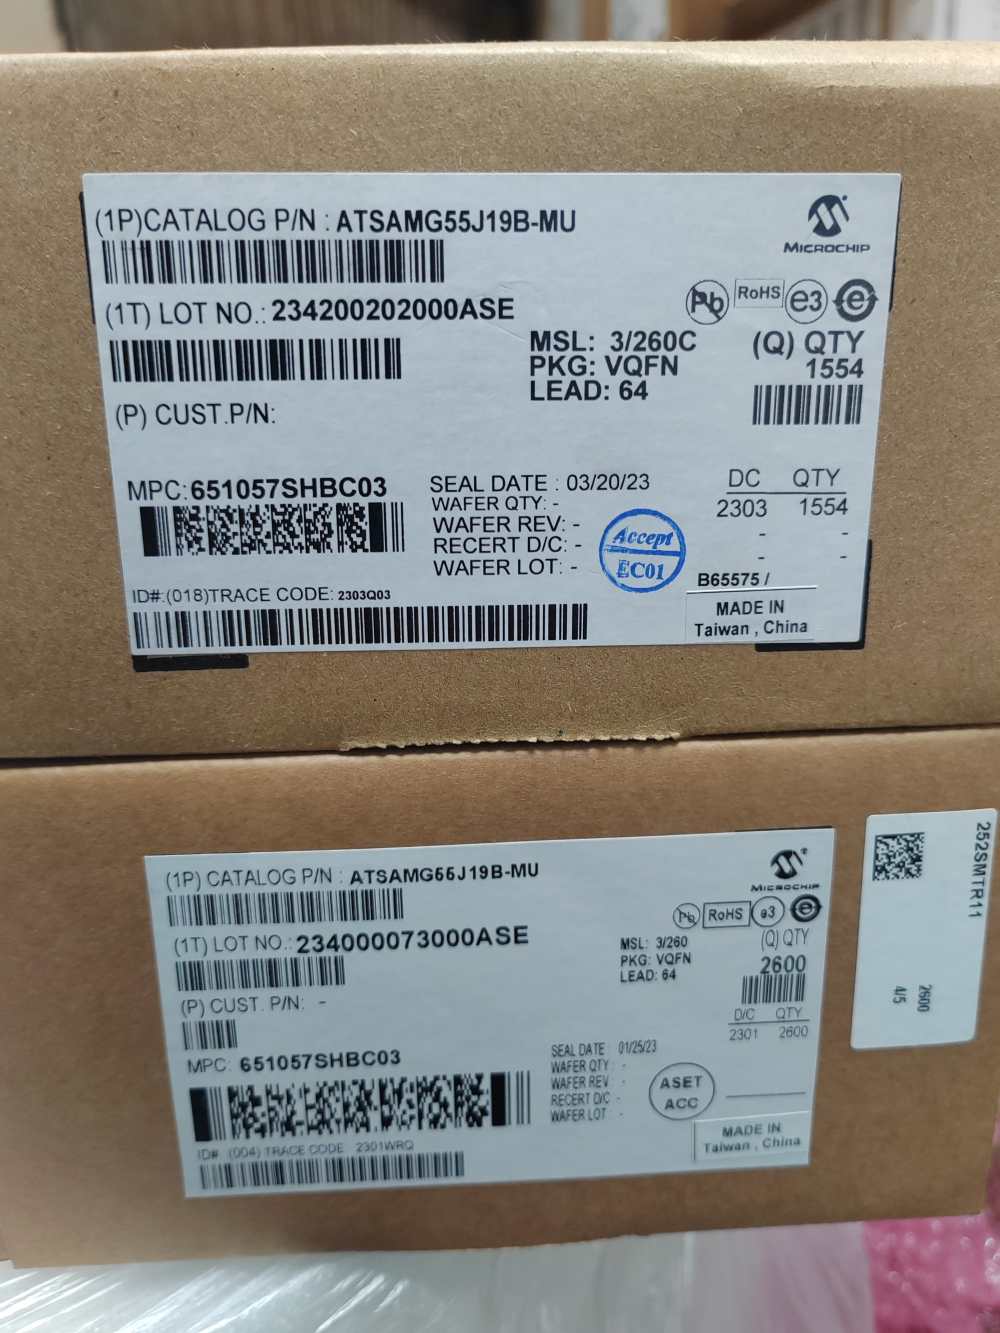 (1P)CATALOG P/N : ATSAMG55J19B-MU
MICROCHIP
(1T) LOT NO.: 234200202000ASE
Pb RoHS e3 e
MSL: 3/260C
PKG: VQFN
LEAD: 64
(Q) QTY
1554
(P) CUST.P/N:
MPC:651057SHBC03
SEAL DATE : 03/20/23
WAFER QTY: -
WAFER REV: -
RECERT D/C: -
WAFER LOT: -
Accept
EC01
DC QTY
2303 1554
- -
- -
B65575 /
MADE IN
Taiwan , China
ID#:(018)TRACE CODE: 2303Q03
(1P) CATALOG P/N : ATSAMG55J19B-MU
MICROCHIP
(1T) LOT NO.: 234000073000ASE
Pb RoHS e3 e
MSL: 3/260
PKG: VQFN
LEAD: 64
(Q) QTY
2600
(P) CUST. P/N: -
D/C QTY
2301 2600
MPC: 651057SHBC03
SEAL DATE : 01/25/23
WAFER QTY : -
WAFER REV : -
RECERT D/C : -
WAFER LOT : -
ASET
ACC
MADE IN
Taiwan , China
ID# (004) TRACE CODE 2301WRQ
252SMTR11
2600
4/5